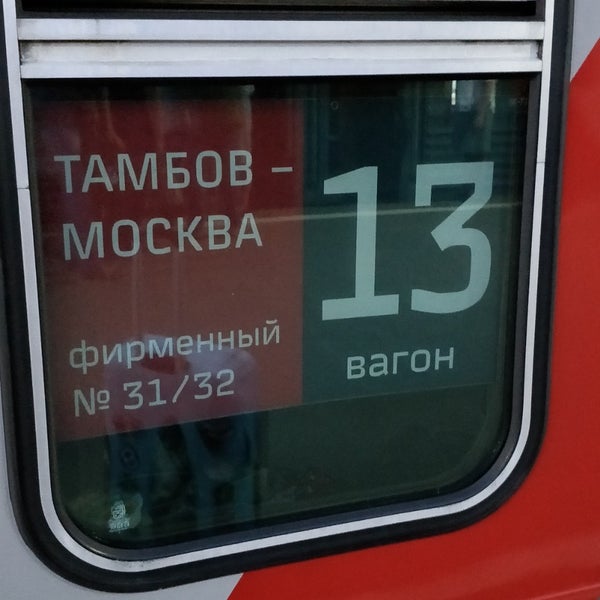 ТАМБОВ –
МОСКВА
фирменный
№ 31/32
13
вагон